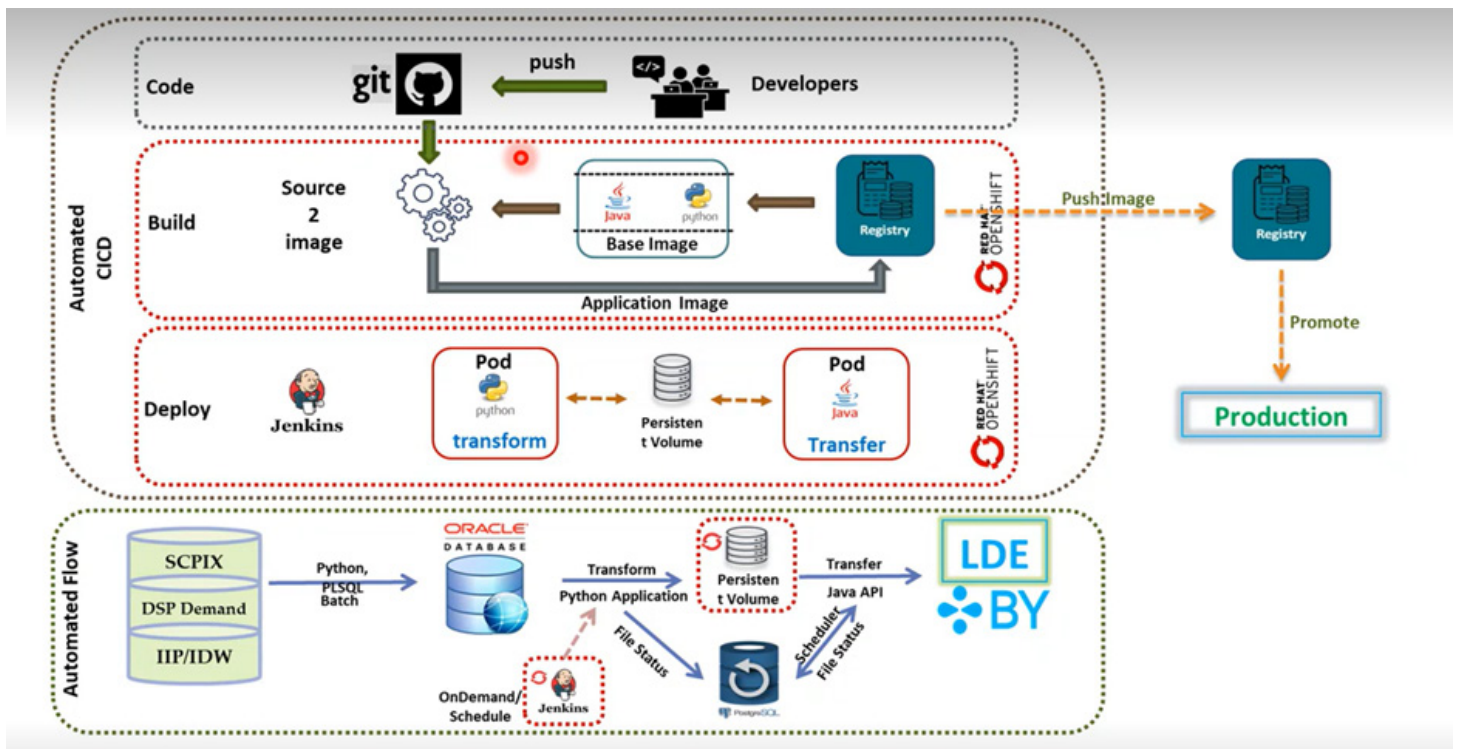 Code
git
push
</>
Developers
Automated
CICD
Build
Source
2
image
Java
python
Base Image
Registry
Application Image
RED HAT
OPENSHIFT
Push Image
Registry
Promote
Production
Deploy
Jenkins
Pod
python
transform
Persisten
t Volume
Pod
Java
Transfer
RED HAT
OPENSHIFT
Automated Flow
SCPIX
DSP Demand
IIP/IDW
Python,
PLSQL
Batch
ORACLE
DATABASE
Transform
Python Application
Persisten
t Volume
Transfer
Java API
LDE
BY
File Status
Scheduler
File Status
OnDemand/
Schedule
Jenkins
PostgreSQL